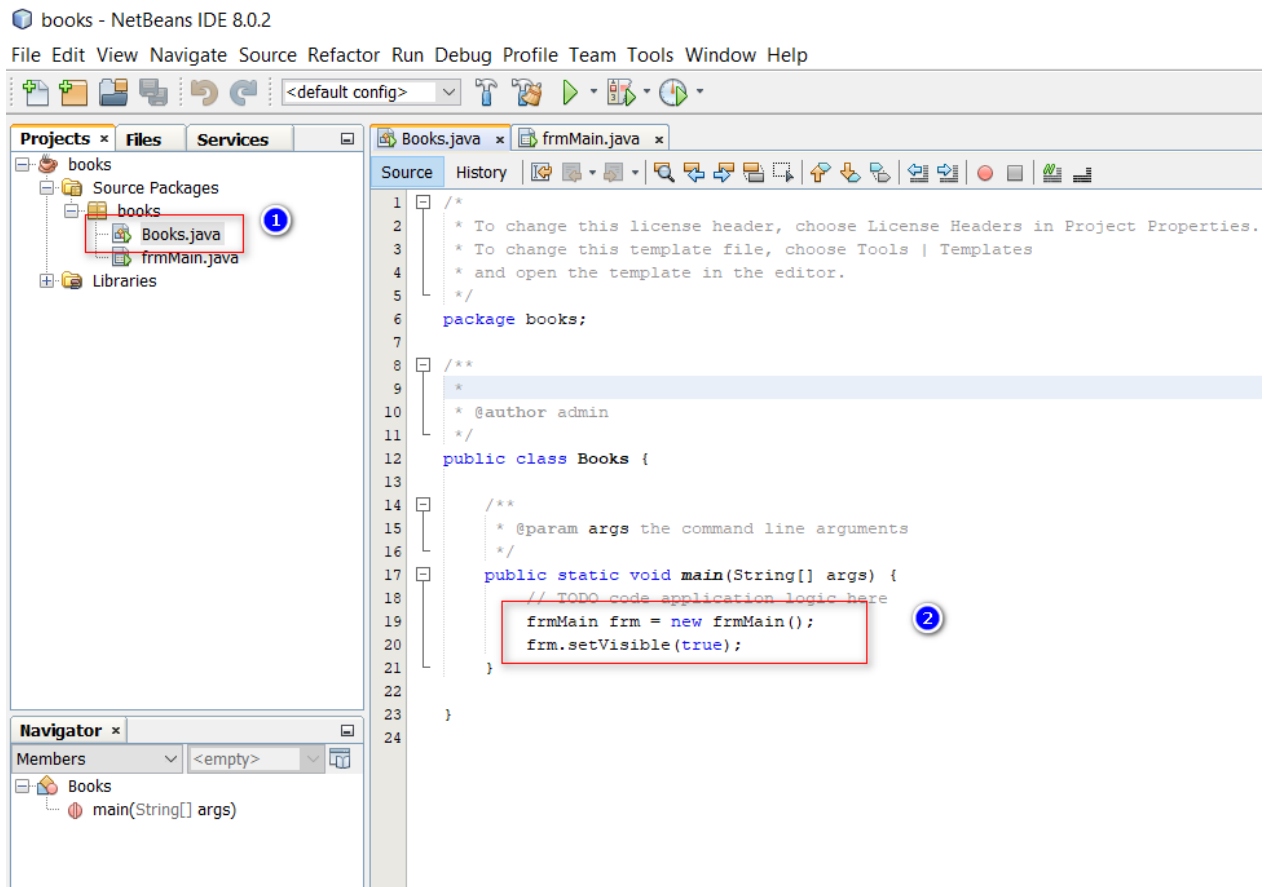 books - NetBeans IDE 8.0.2
File Edit View Navigate Source Refactor Run Debug Profile Team Tools Window Help
<default config>
Projects × Files Services
books
Source Packages
books
Books.java
frmMain.java
Libraries
1
Books.java × frmMain.java ×
Source History
1 /*
2 * To change this license header, choose License Headers in Project Properties.
3 * To change this template file, choose Tools | Templates
4 * and open the template in the editor.
5 */
6 package books;
7
8 /**
9 *
10 * @author admin
11 */
12 public class Books {
13
14 /**
15 * @param args the command line arguments
16 */
17 public static void main(String[] args) {
18 // TODO code application logic here
19 frmMain frm = new frmMain();
20 frm.setVisible(true);
21 }
22
23 }
24
2
Navigator ×
Members <empty>
Books
main(String[] args)